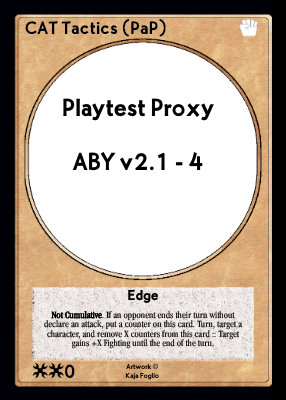 CAT Tactics (PaP)
Playtest Proxy
ABY v2.1 - 4
Edge
Not Cumulative. If an opponent ends their turn without
declare an attack, put a counter on this card. Turn, target a
character, and remove X counters from this card :: Target
gains +X Fighting until the end of the turn.
0
Artwork ©
Kaja Foglio